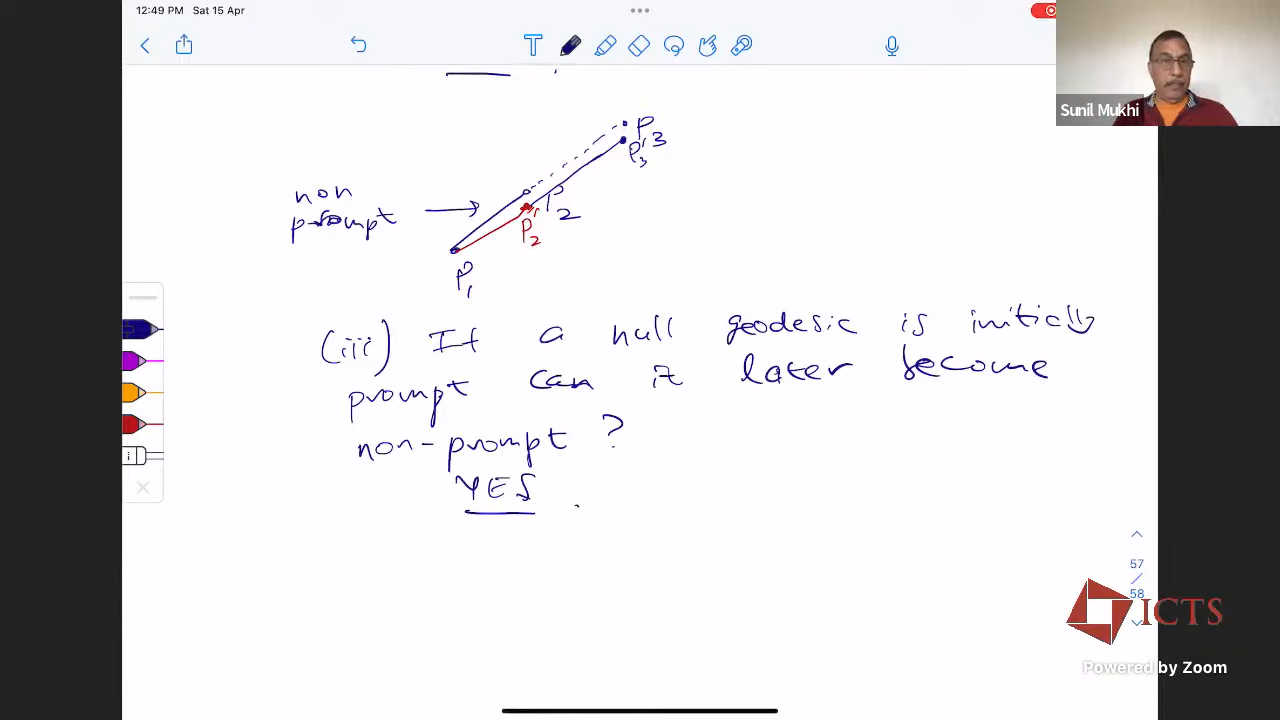 12:49 PM Sat 15 Apr
T
Sunil Mukhi
P3
P'3
non
prompt
P2
P'2
P1
(iii) If a null geodesic is initially
prompt can it later become
non-prompt ?
YES
57
/
58
ICTS
Powered by Zoom